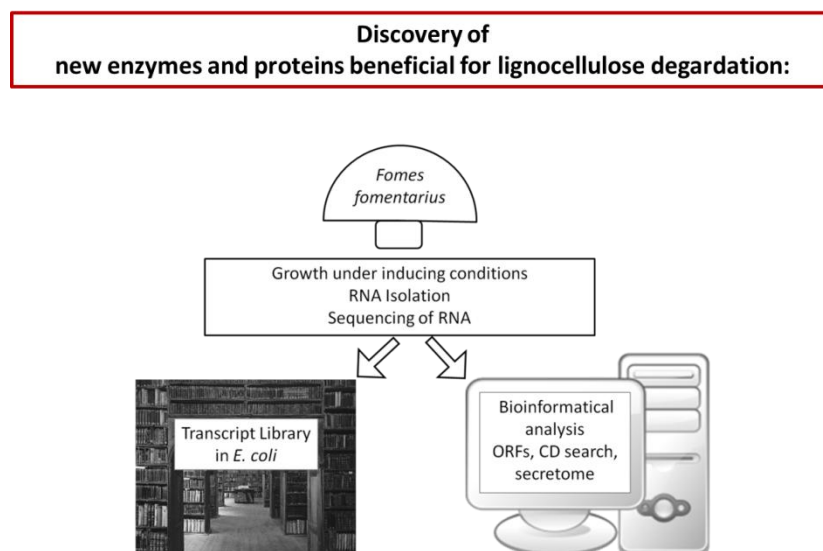 Discovery of
new enzymes and proteins beneficial for lignocellulose degardation:
Fomes
fomentarius
Growth under inducing conditions
RNA Isolation
Sequencing of RNA
Transcript Library
in E. coli
Bioinformatical
analysis
ORFs, CD search,
secretome